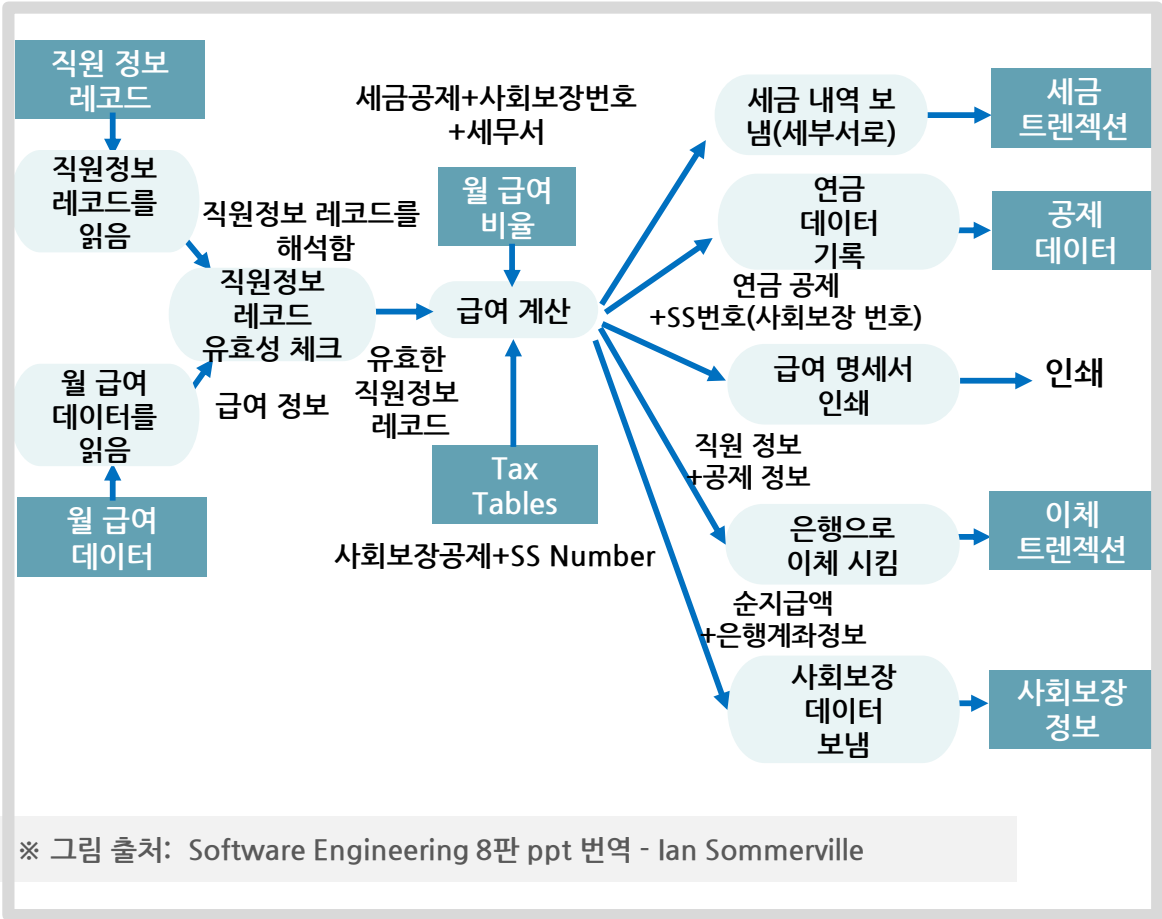 직원 정보
레코드
직원정보
레코드를
읽음
직원정보 레코드를
해석함
직원정보
레코드
유효성 체크
월 급여
데이터를
읽음
급여 정보
월 급여
데이터
유효한
직원정보
레코드
세금공제+사회보장번호
+세무서
월 급여
비율
급여 계산
Tax
Tables
사회보장공제+SS Number
세금 내역 보
냄(세부서로)
세금
트렌젝션
연금
데이터
기록
공제
데이터
연금 공제
+SS번호(사회보장 번호)
급여 명세서
인쇄
인쇄
직원 정보
+공제 정보
은행으로
이체 시킴
이체
트렌젝션
순지급액
+은행계좌정보
사회보장
데이터
보냄
사회보장
정보
※ 그림 출처: Software Engineering 8판 ppt 번역 - Ian Sommerville